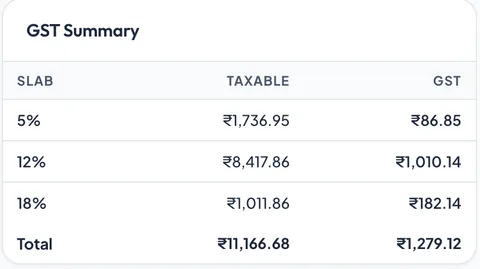 GST Summary
SLAB TAXABLE GST
5% ₹1,736.95 ₹86.85
12% ₹8,417.86 ₹1,010.14
18% ₹1,011.86 ₹182.14
Total ₹11,166.68 ₹1,279.12